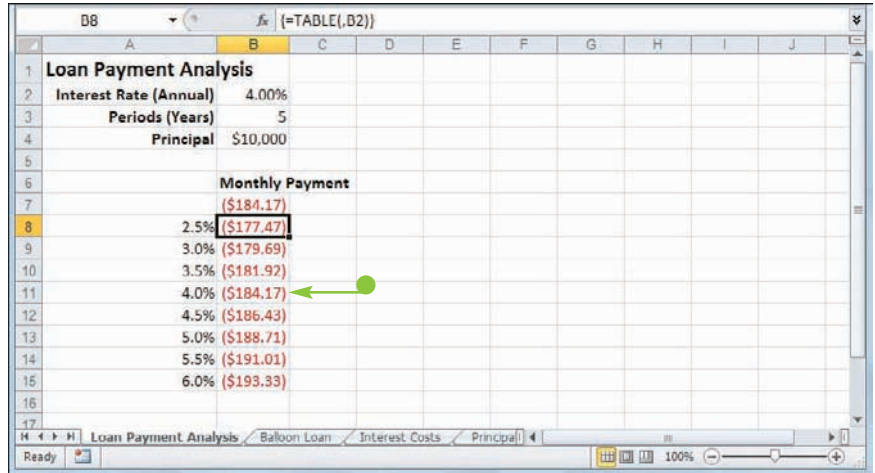 B8 fx {=TABLE(,B2)}
A B C D E F G H I J
1 Loan Payment Analysis
2 Interest Rate (Annual) 4.00%
3 Periods (Years) 5
4 Principal $10,000
5
6 Monthly Payment
7 ($184.17)
8 2.5% ($177.47)
9 3.0% ($179.69)
10 3.5% ($181.92)
11 4.0% ($184.17)
12 4.5% ($186.43)
13 5.0% ($188.71)
14 5.5% ($191.01)
15 6.0% ($193.33)
16
17
Loan Payment Analysis Balloon Loan Interest Costs Principal
Ready 100%